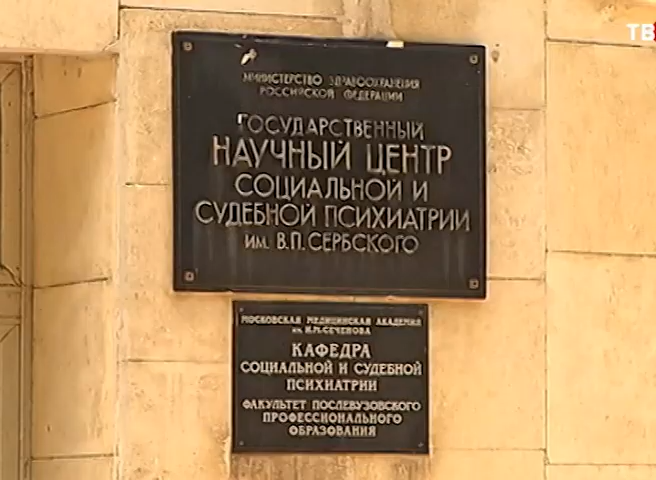 ТВ
МИНИСТЕРСТВО ЗДРАВООХРАНЕНИЯ
РОССИЙСКОЙ ФЕДЕРАЦИИ
ГОСУДАРСТВЕННЫЙ
НАУЧНЫЙ ЦЕНТР
СОЦИАЛЬНОЙ И
СУДЕБНОЙ ПСИХИАТРИИ
ИМ. В.П. СЕРБСКОГО
МОСКОВСКАЯ МЕДИЦИНСКАЯ АКАДЕМИЯ
ИМ. И.М. СЕЧЕНОВА
КАФЕДРА
СОЦИАЛЬНОЙ И СУДЕБНОЙ
ПСИХИАТРИИ
ФАКУЛЬТЕТ ПОСЛЕВУЗОВСКОГО
ПРОФЕССИОНАЛЬНОГО
ОБРАЗОВАНИЯ